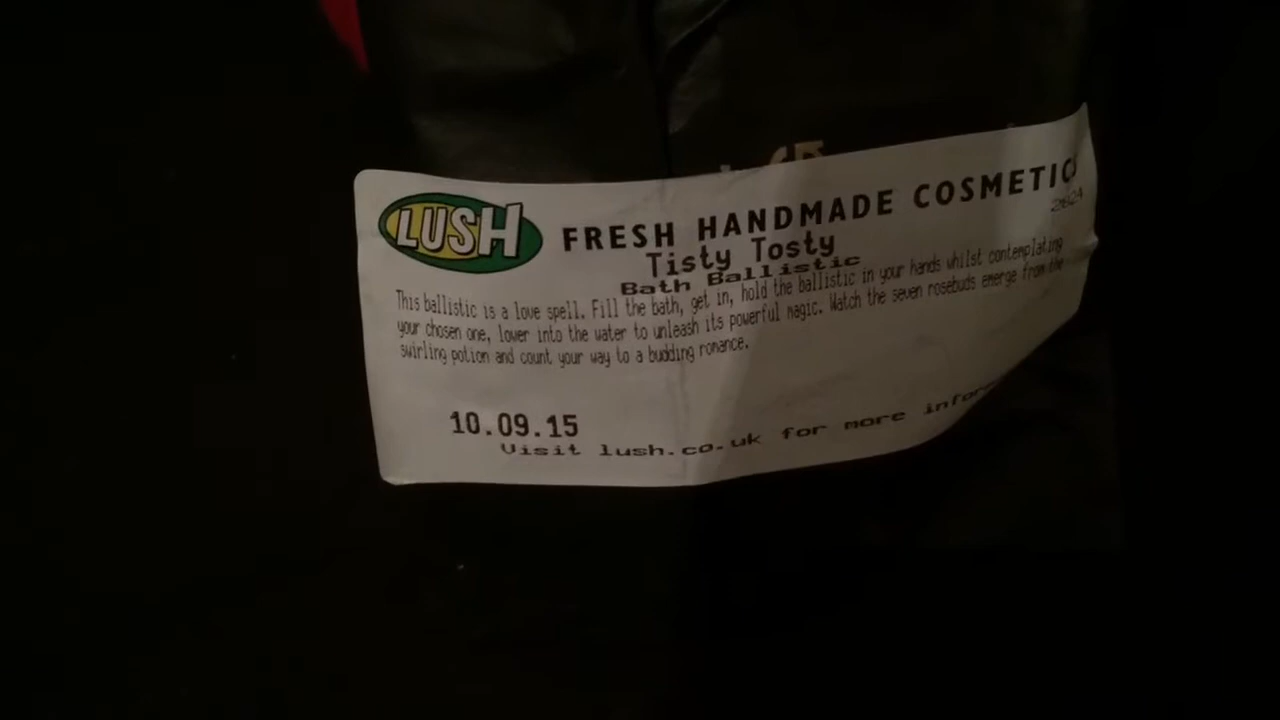 LUSH FRESH HANDMADE COSMETIC
2624
Tisty Tosty
Bath Ballistic
This ballistic is a love spell. Fill the bath, get in, hold the ballistic in your hands whilst contemplating
your chosen one, lower into the water to unleash its powerful magic. Watch the seven rosebuds emerge from the
swirling potion and count your way to a budding romance.
10.09.15
Visit lush.co.uk for more